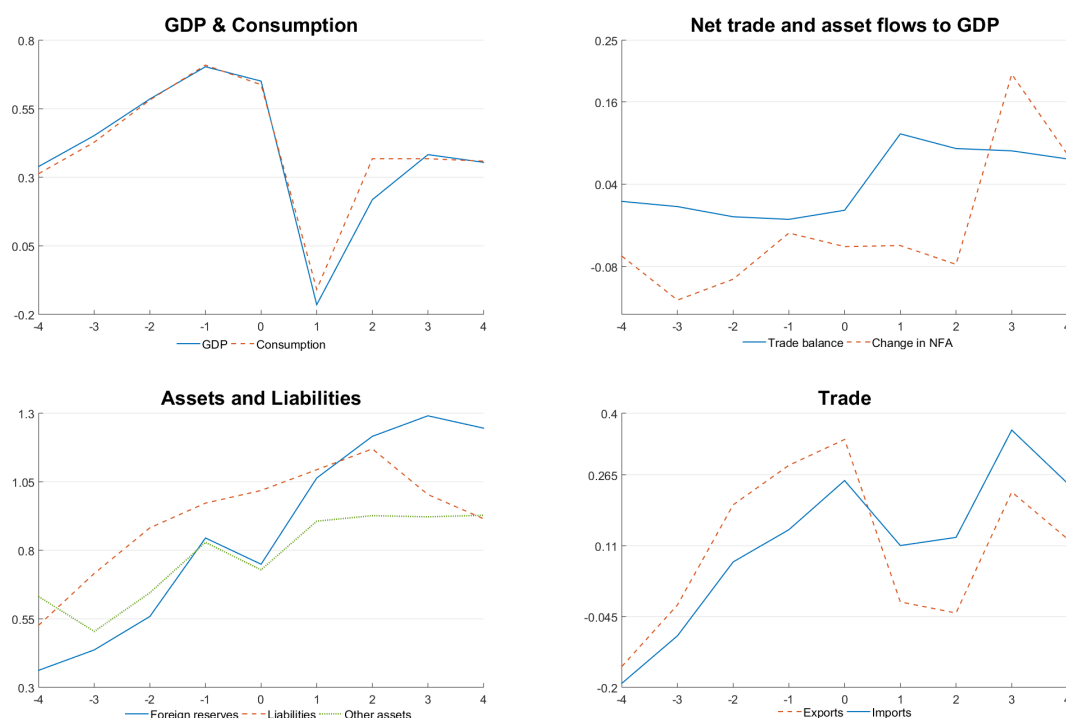 GDP & Consumption
0.8
0.55
0.3
0.05
-0.2
-4 -3 -2 -1 0 1 2 3 4
GDP Consumption
Net trade and asset flows to GDP
0.25
0.16
0.04
-0.08
-4 -3 -2 -1 0 1 2 3 4
Trade balance Change in NFA
Assets and Liabilities
1.3
1.05
0.8
0.55
0.3
-4 -3 -2 -1 0 1 2 3 4
Foreign reserves Liabilities Other assets
Trade
0.4
0.265
0.11
-0.045
-0.2
-4 -3 -2 -1 0 1 2 3 4
Exports Imports